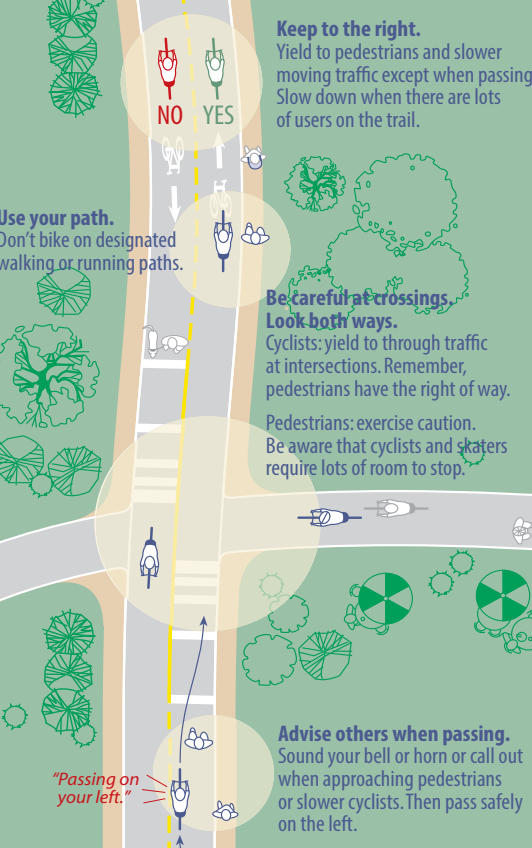 Keep to the right.
Yield to pedestrians and slower
moving traffic except when passing
Slow down when there are lots
of users on the trail.
NO YES
Use your path.
Don’t bike on designated
walking or running paths.
Be careful at crossings.
Look both ways.
Cyclists: yield to through traffic
at intersections. Remember,
pedestrians have the right of way.
Pedestrians: exercise caution.
Be aware that cyclists and skaters
require lots of room to stop.
Advise others when passing.
Sound your bell or horn or call out
when approaching pedestrians
or slower cyclists. Then pass safely
on the left.
“Passing on
your left.”